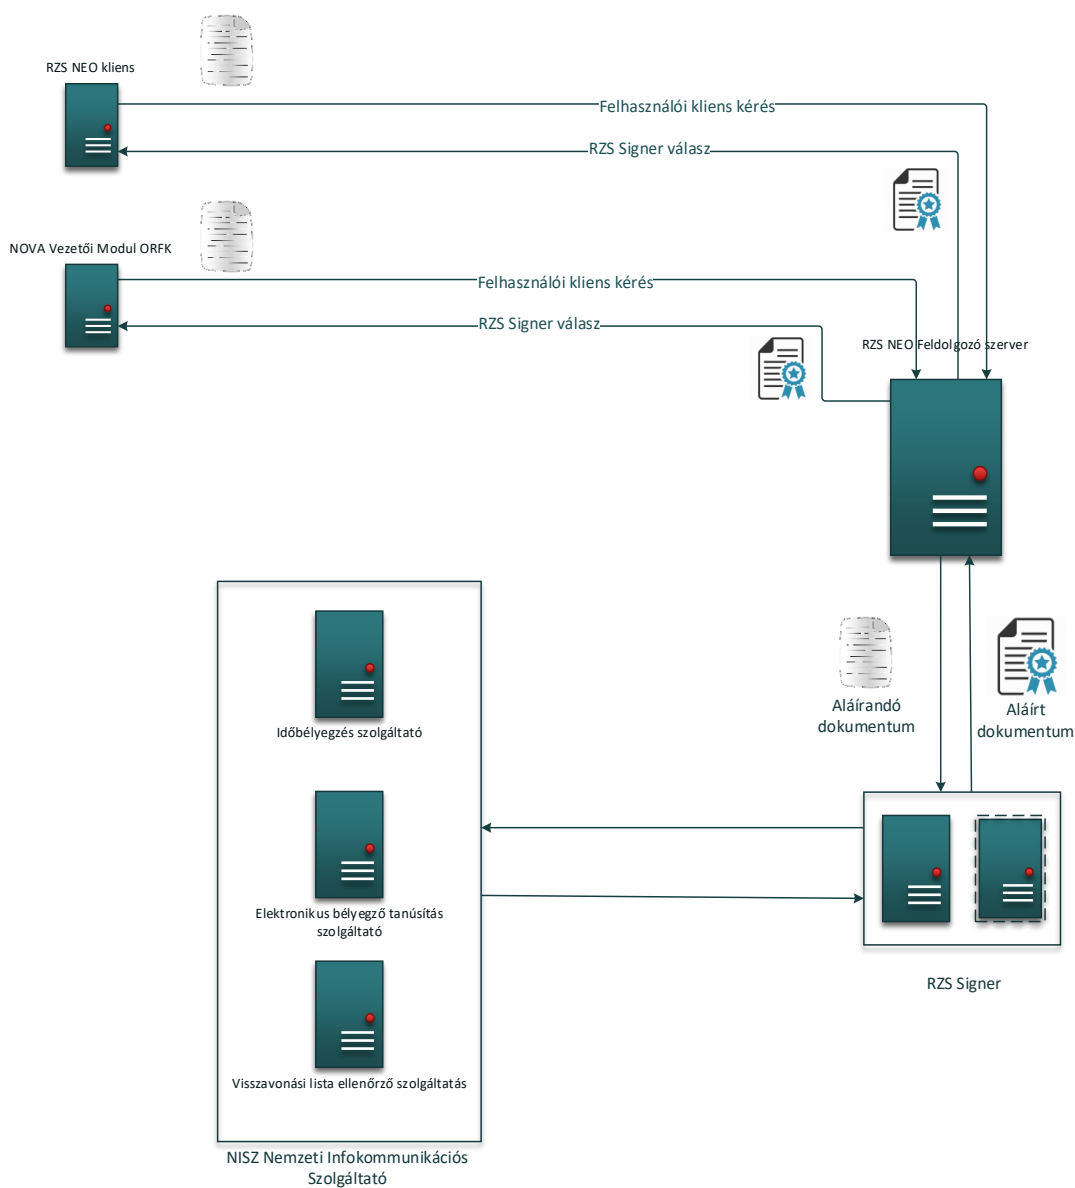 RZS NEO kliens
Felhasználói kliens kérés
RZS Signer válasz
NOVA Vezetői Modul ORFK
Felhasználói kliens kérés
RZS Signer válasz
RZS NEO Feldolgozó szerver
Aláírandó
dokumentum
Aláírt
dokumentum
Időbélyegzés szolgáltató
Elektronikus bélyegző tanúsítás
szolgáltató
RZS Signer
Visszavonási lista ellenőrző szolgáltatás
NISZ Nemzeti Infokommunikációs
Szolgáltató